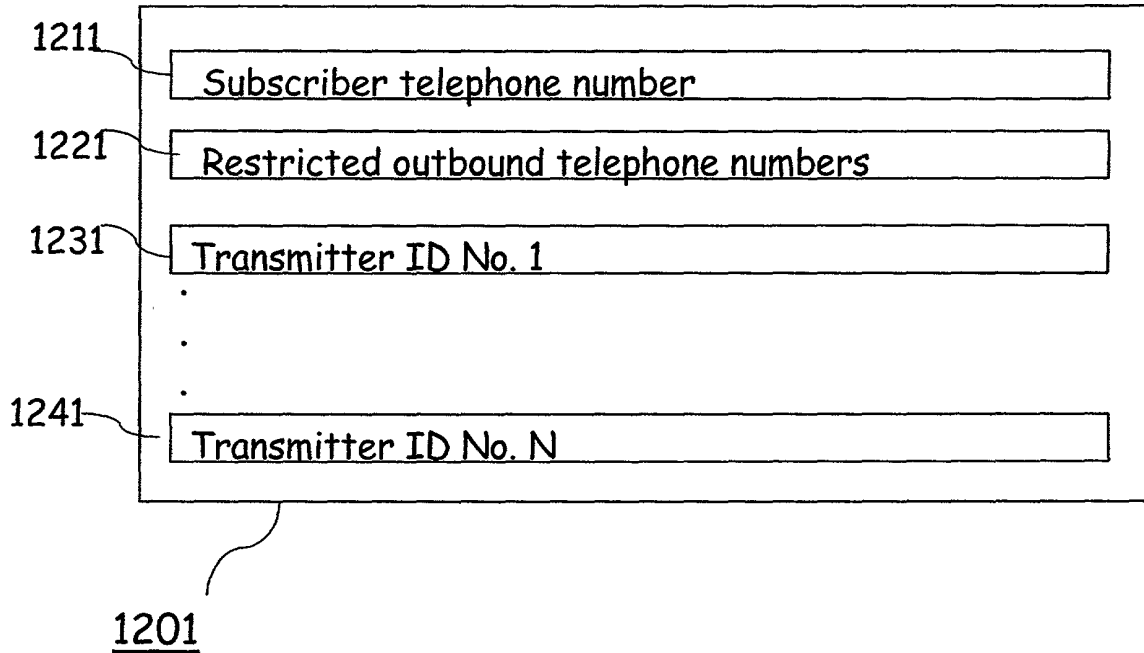 1211
Subscriber telephone number
1221
Restricted outbound telephone numbers
1231
Transmitter ID No. 1
1241
Transmitter ID No. N
1201